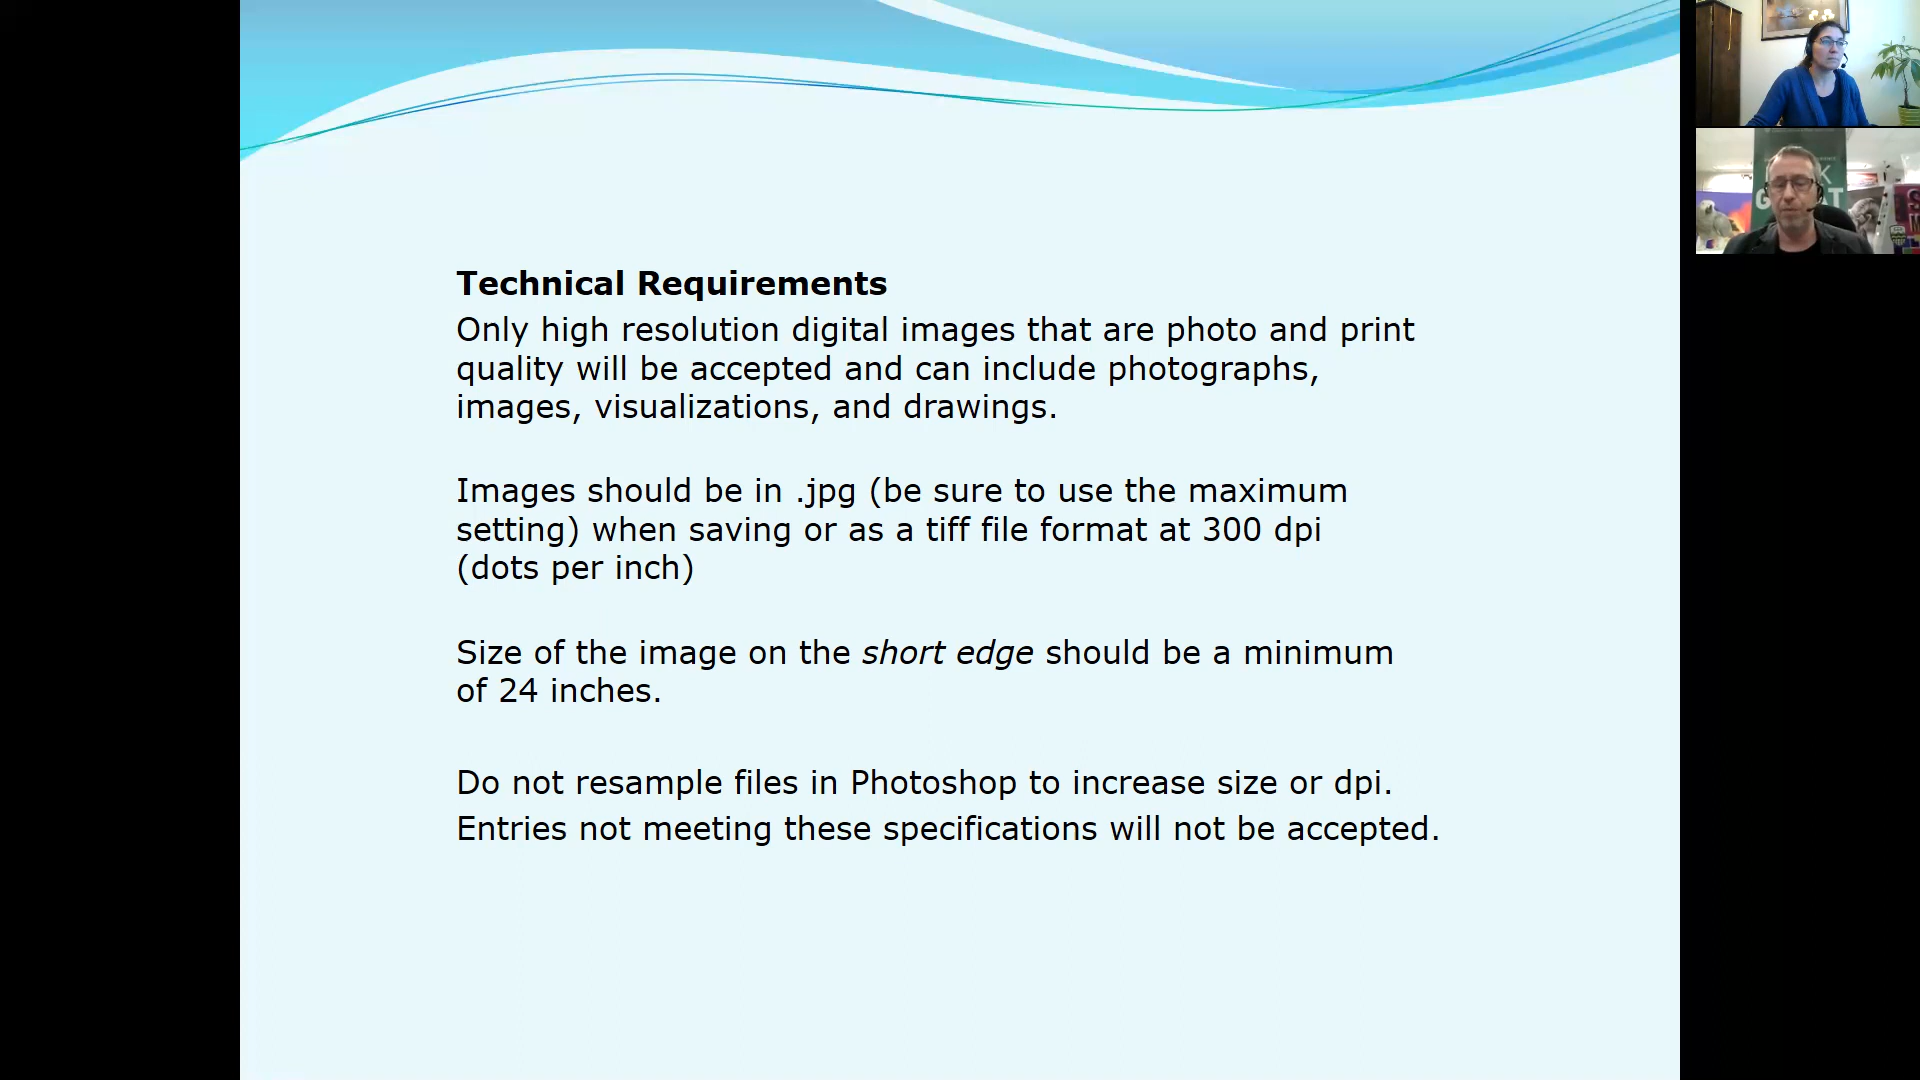 Technical Requirements
Only high resolution digital images that are photo and print
quality will be accepted and can include photographs,
images, visualizations, and drawings.
Images should be in .jpg (be sure to use the maximum
setting) when saving or as a tiff file format at 300 dpi
(dots per inch)
Size of the image on the short edge should be a minimum
of 24 inches.
Do not resample files in Photoshop to increase size or dpi.
Entries not meeting these specifications will not be accepted.